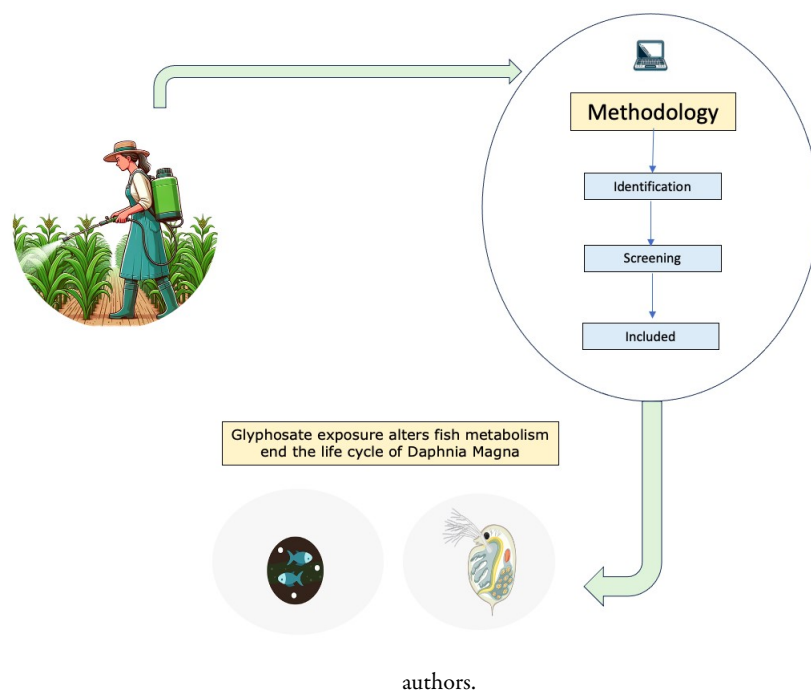 Methodology
Identification
Screening
Included
Glyphosate exposure alters fish metabolism
end the life cycle of Daphnia Magna
authors.